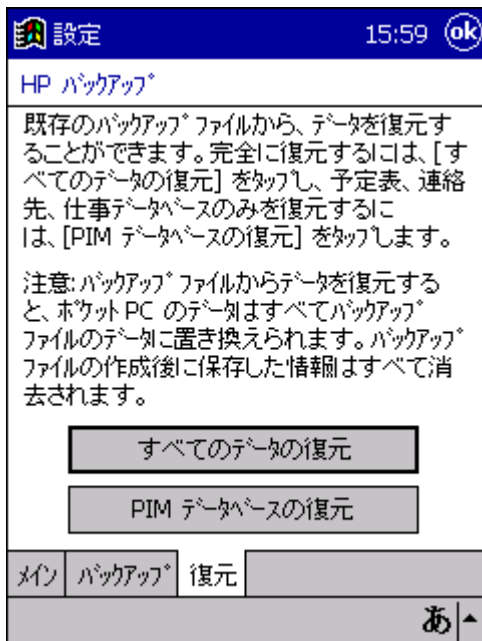 設定 15:59 ok
HP ﾊﾞｯｸｱｯﾌﾟ
既存のﾊﾞｯｸｱｯﾌﾟ ﾌｧｲﾙから、ﾃﾞｰﾀを復元す
ることができます。完全に復元するには、[す
べてのﾃﾞｰﾀの復元] をﾀｯﾌﾟし、予定表、連絡
先、仕事ﾃﾞｰﾀﾍﾞｰｽのみを復元するに
は、[PIM ﾃﾞｰﾀﾍﾞｰｽの復元] をﾀｯﾌﾟします。
注意:ﾊﾞｯｸｱｯﾌﾟ ﾌｧｲﾙからﾃﾞｰﾀを復元する
と、ﾎﾟｹｯﾄ PC のﾃﾞｰﾀはすべてﾊﾞｯｸｱｯﾌﾟ
ﾌｧｲﾙのﾃﾞｰﾀに置き換えられます。ﾊﾞｯｸｱｯﾌﾟ
ﾌｧｲﾙの作成後に保存した情報はすべて消
去されます。
すべてのﾃﾞｰﾀの復元
PIM ﾃﾞｰﾀﾍﾞｰｽの復元
ﾒｲﾝ ﾊﾞｯｸｱｯﾌﾟ 復元
あ